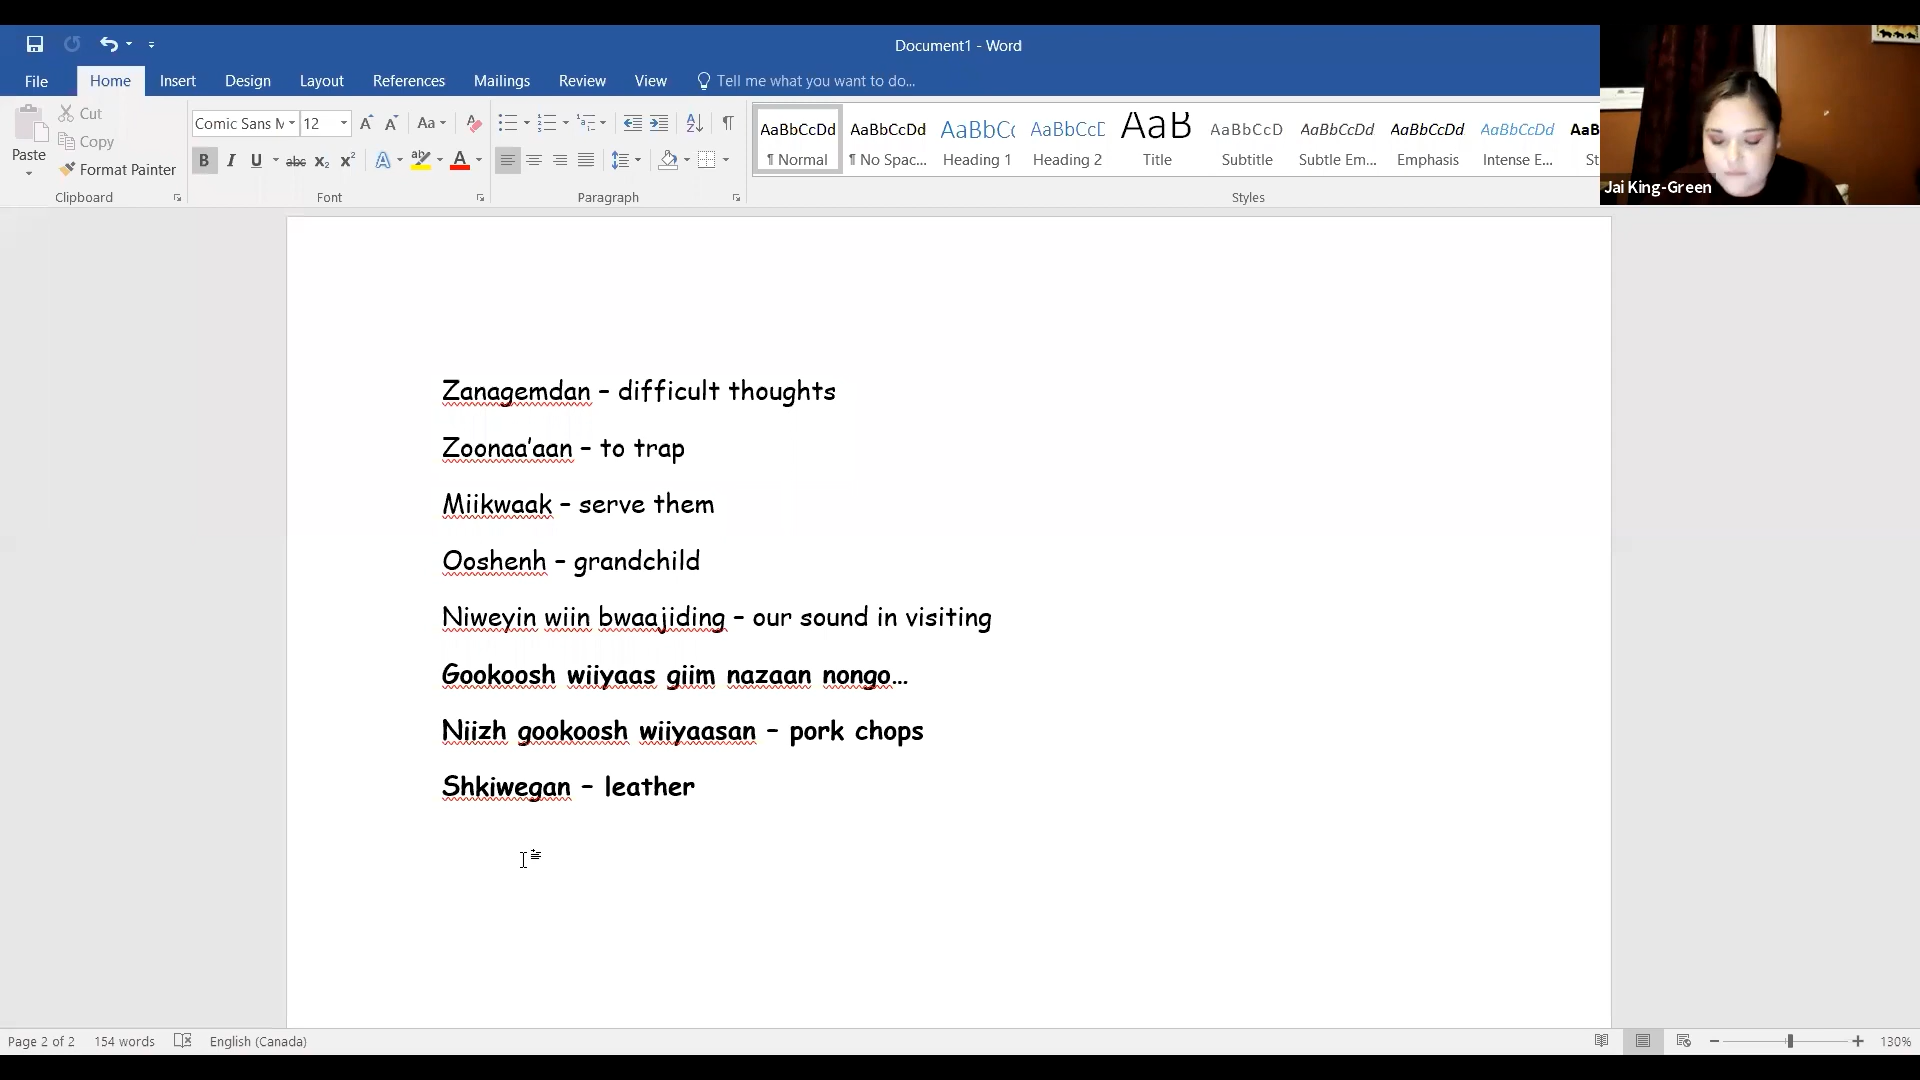 Document1 - Word
File Home Insert Design Layout References Mailings Review View Tell me what you want to do...
Paste
Cut
Copy
Format Painter
Clipboard
Comic Sans M 12
Font
Paragraph
AaBbCcDd AaBbCcDd AaBbCc AaBbCcD AaB AaBbCcD AaBbCcDd AaBbCcDd AaBbCcDd AaBb
¶ Normal ¶ No Spac... Heading 1 Heading 2 Title Subtitle Subtle Em... Emphasis Intense E... St
Styles
Jai King-Green
Zanagemdan – difficult thoughts
Zoonaa’aan – to trap
Miikwaak – serve them
Ooshenh – grandchild
Niweyin wiin bwaajiding – our sound in visiting
Gookoosh wiiyaas giim nazaan nongo…
Niizh gookoosh wiiyaasan – pork chops
Shkiwegan – leather
Page 2 of 2 154 words English (Canada) 130%